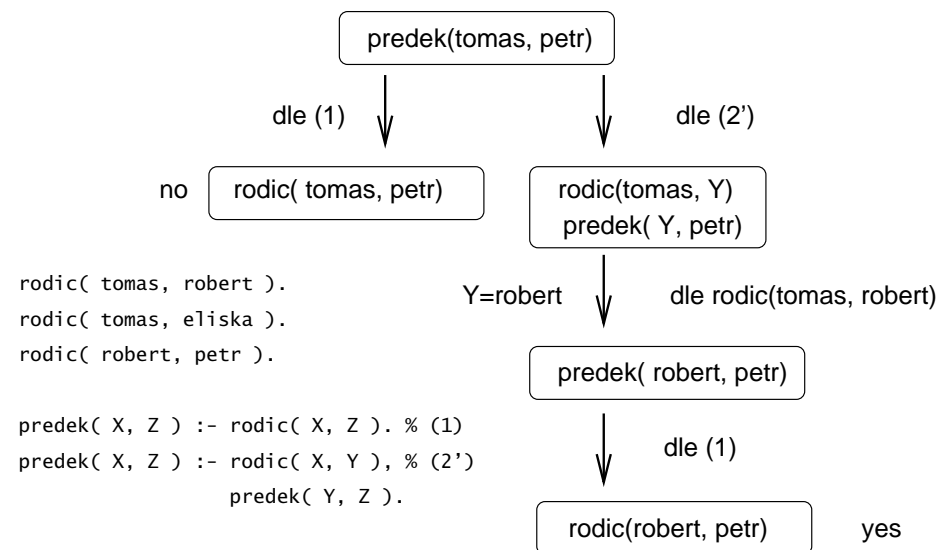 predek(tomas, petr)
dle (1)
dle (2’)
no
rodic( tomas, petr)
rodic(tomas, Y)
predek( Y, petr)
rodic( tomas, robert ).
rodic( tomas, eliska ).
rodic( robert, petr ).
Y=robert
dle rodic(tomas, robert)
predek( robert, petr)
predek( X, Z ) :- rodic( X, Z ). % (1)
predek( X, Z ) :- rodic( X, Y ), % (2’)
predek( Y, Z ).
dle (1)
rodic(robert, petr)
yes